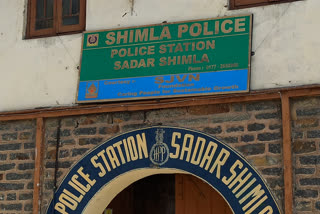 SHIMLA POLICE
POLICE STATION
SADAR SHIMLA
SJVN
POLICE STATION SADAR SHIMLA